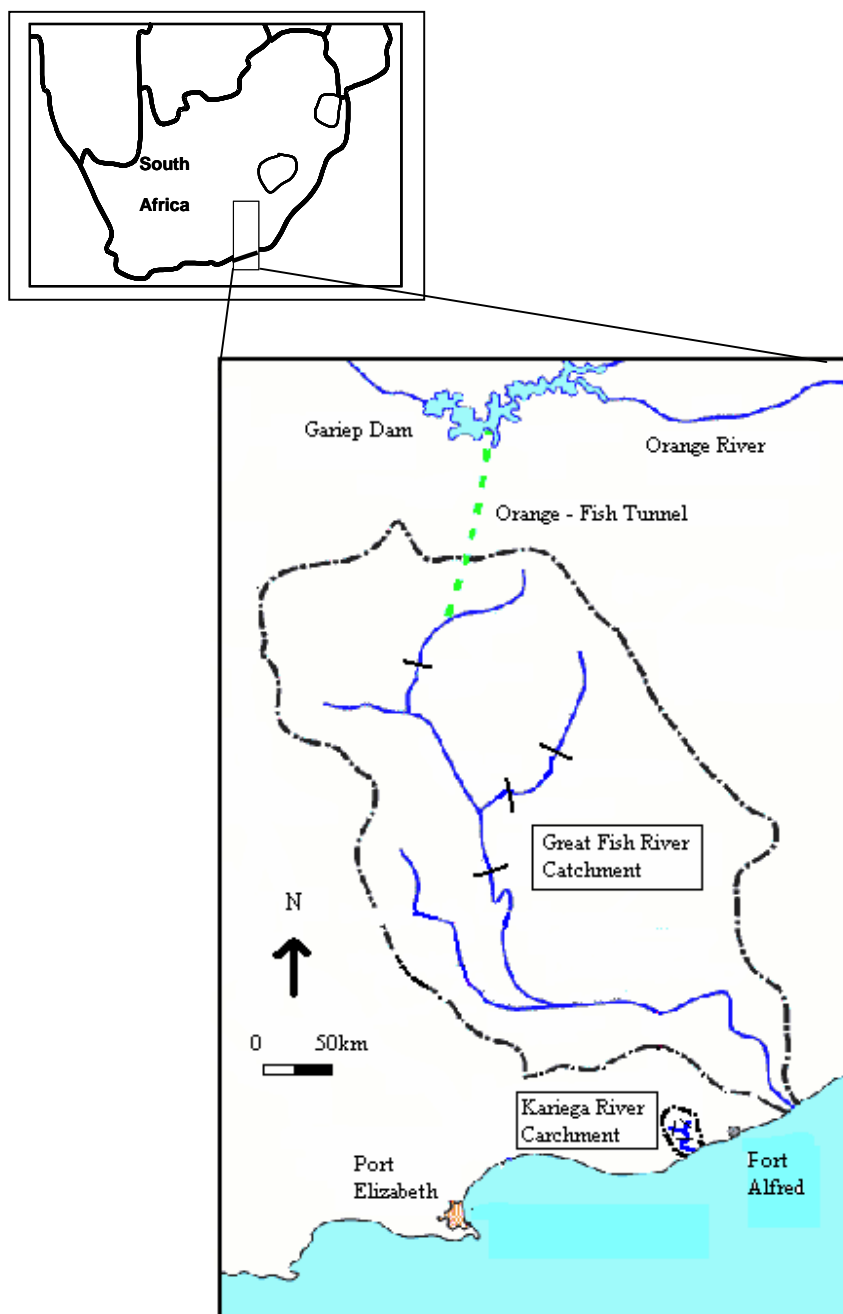 South
Africa
Gariep Dam
Orange River
Orange - Fish Tunnel
Great Fish River
Catchment
N
0 50km
Kariega River
Carchment
Port
Elizabeth
Fort
Alfred